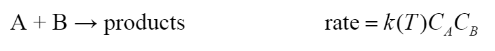 A + B → products rate = k(T)C_A C_B